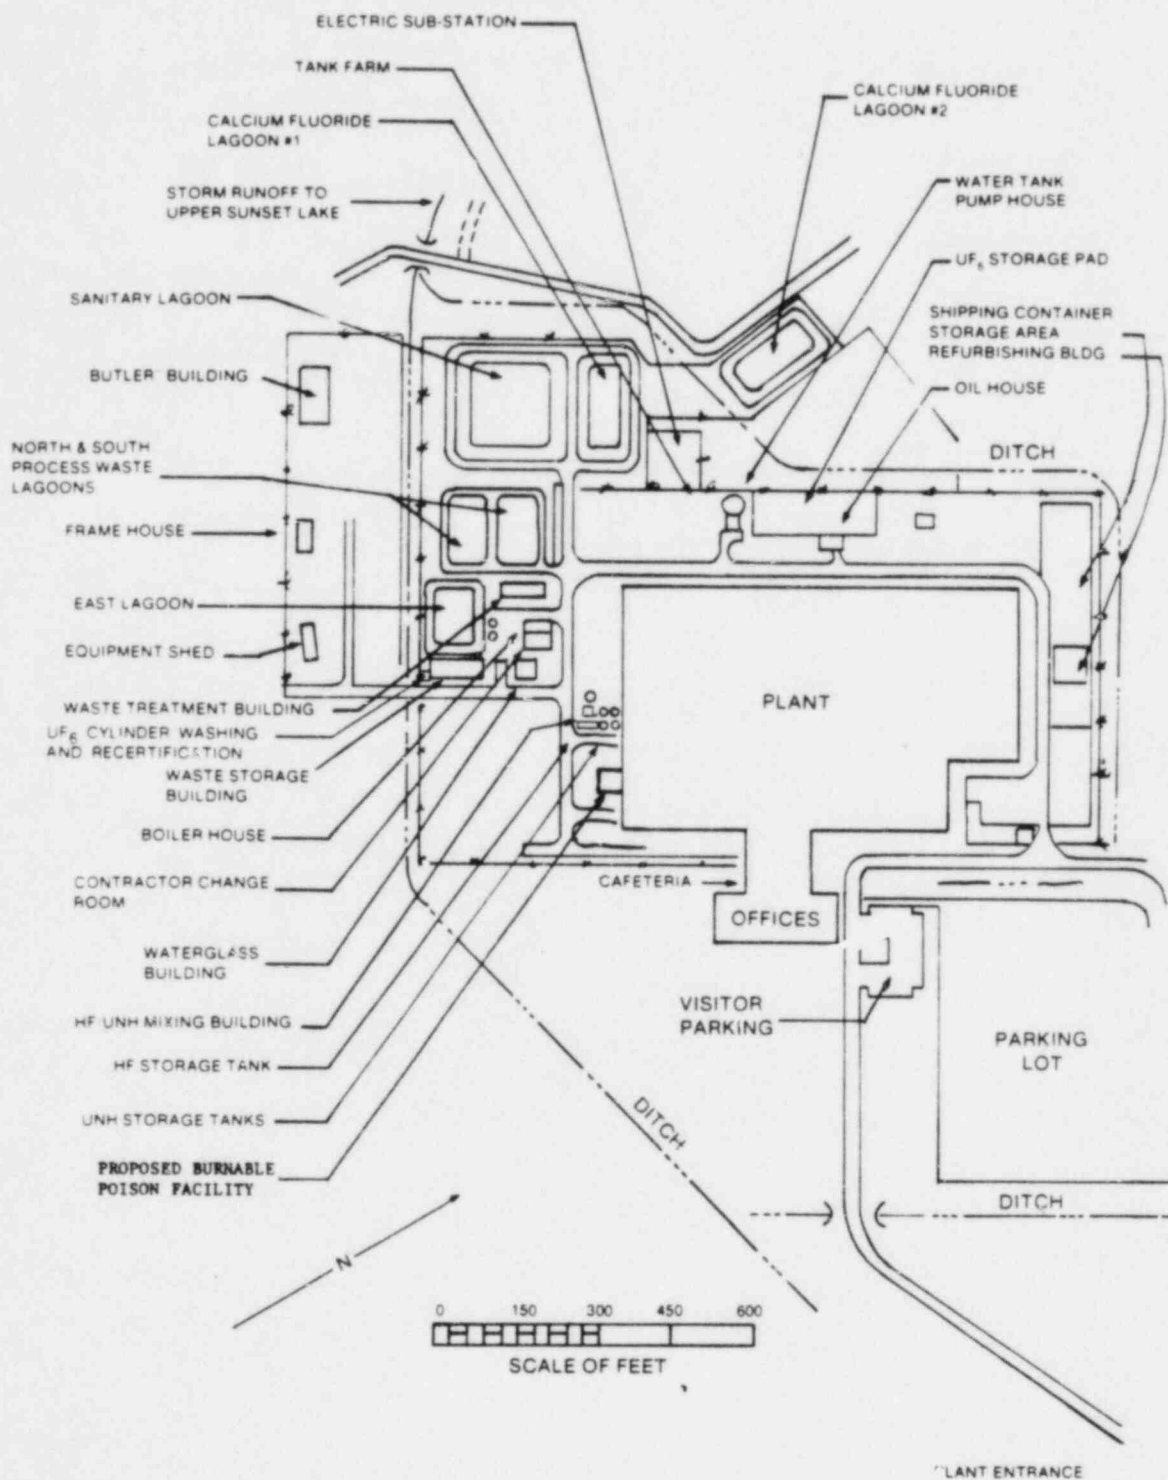 ELECTRIC SUB-STATION
TANK FARM
CALCIUM FLUORIDE
LAGOON #1
STORM RUNOFF TO
UPPER SUNSET LAKE
CALCIUM FLUORIDE
LAGOON #2
WATER TANK
PUMP HOUSE
UF6 STORAGE PAD
SHIPPING CONTAINER
STORAGE AREA
REFURBISHING BLDG
OIL HOUSE
DITCH
SANITARY LAGOON
BUTLER BUILDING
NORTH & SOUTH
PROCESS WASTE
LAGOONS
FRAME HOUSE
EAST LAGOON
EQUIPMENT SHED
WASTE TREATMENT BUILDING
UF6 CYLINDER WASHING
AND RECERTIFICATION
WASTE STORAGE
BUILDING
BOILER HOUSE
CONTRACTOR CHANGE
ROOM
WATERGLASS
BUILDING
HF/UNH MIXING BUILDING
HF STORAGE TANK
UNH STORAGE TANKS
PROPOSED BURNABLE
POISON FACILITY
PLANT
CAFETERIA
OFFICES
VISITOR
PARKING
PARKING
LOT
DITCH
DITCH
N
0 150 300 450 600
SCALE OF FEET
PLANT ENTRANCE